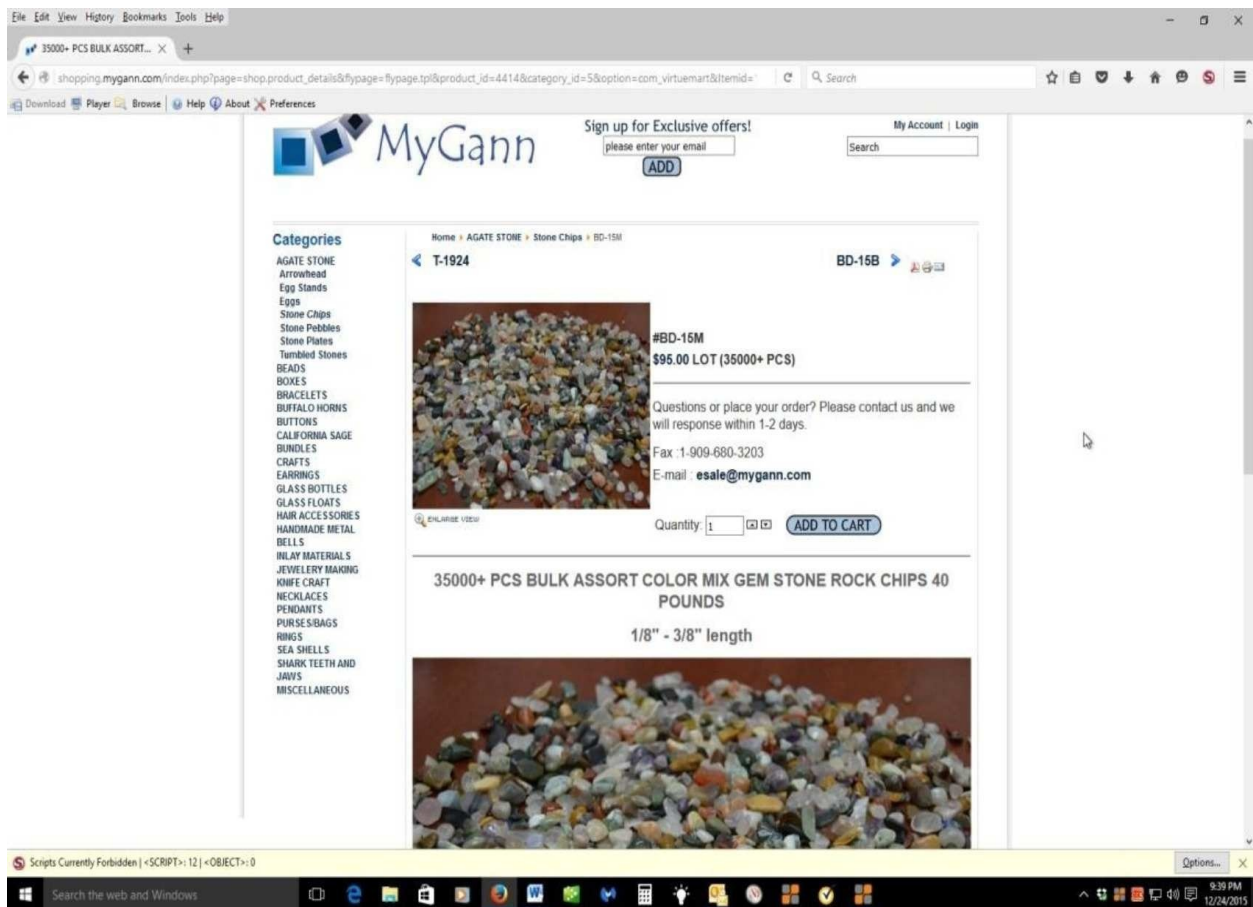 File Edit View History Bookmarks Tools Help
35000+ PCS BULK ASSORT...
shopping.mygann.com/index.php?page=shop.product_details&flypage=flypage.tpl&product_id=4414&category_id=5&option=com_virtuemart&Itemid=
Search
Download Player Browse Help About Preferences
MyGann
Sign up for Exclusive offers!
please enter your email
ADD
My Account | Login
Search
Categories
AGATE STONE
Arrowhead
Egg Stands
Eggs
Stone Chips
Stone Pebbles
Stone Plates
Tumbled Stones
BEADS
BOXES
BRACELETS
BUFFALO HORNS
BUTTONS
CALIFORNIA SAGE
BUNDLES
CRAFTS
EARRINGS
GLASS BOTTLES
GLASS FLOATS
HAIR ACCESSORIES
HANDMADE METAL
BELLS
INLAY MATERIALS
JEWELERY MAKING
KNIFE CRAFT
NECKLACES
PENDANTS
PURSES/BAGS
RINGS
SEA SHELLS
SHARK TEETH AND
JAWS
MISCELLANEOUS
Home AGATE STONE Stone Chips BD-15M
T-1924
BD-15B
#BD-15M
$95.00 LOT (35000+ PCS)
Questions or place your order? Please contact us and we
will response within 1-2 days.
Fax :1-909-680-3203
E-mail : esale@mygann.com
ENLARGE VIEW
Quantity: 1 ADD TO CART
35000+ PCS BULK ASSORT COLOR MIX GEM STONE ROCK CHIPS 40
POUNDS
1/8" - 3/8" length
Scripts Currently Forbidden | <SCRIPT>: 12 | <OBJECT>: 0
Options...
Search the web and Windows
9:39 PM
12/24/2015